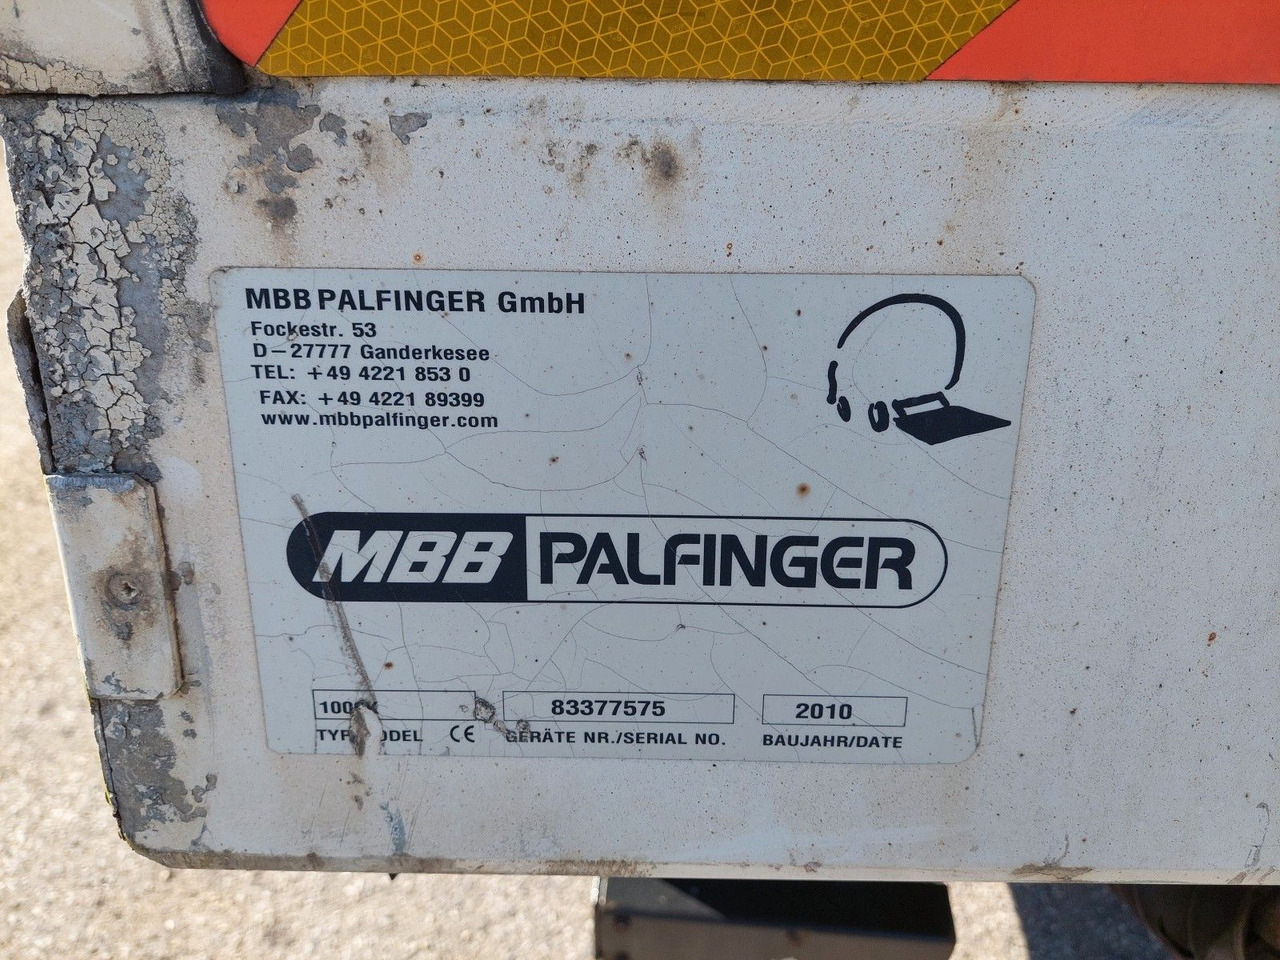 MBB PALFINGER GmbH
Fockestr. 53
D-27777 Ganderkesee
TEL: +49 4221 853 0
FAX: +49 4221 89399
www.mbbpalfinger.com
MBB PALFINGER
83377575 2010
CE GERÄTE NR./SERIAL NO. BAUJAHR/DATE